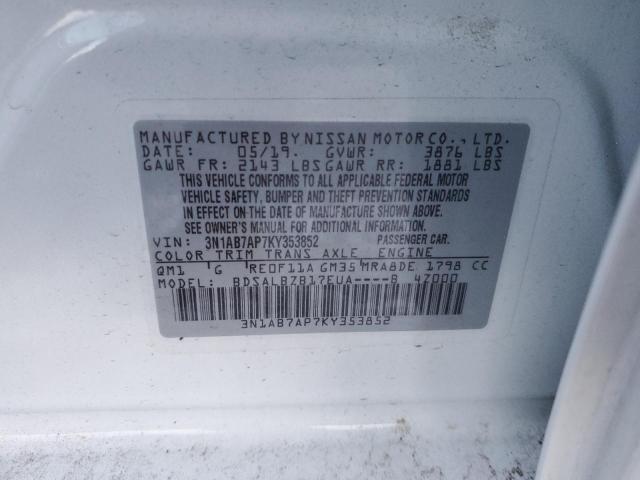 MANUFACTURED BY NISSAN MOTOR CO., LTD.
DATE: 05/19. GVWR: 3876 LBS
GAWR FR: 2143 LBS GAWR RR: 1881 LBS
THIS VEHICLE CONFORMS TO ALL APPLICABLE FEDERAL MOTOR
VEHICLE SAFETY, BUMPER AND THEFT PREVENTION STANDARDS
IN EFFECT ON THE DATE OF MANUFACTURE SHOWN ABOVE.
SEE OWNER'S MANUAL FOR ADDITIONAL INFORMATION.
VIN: 3N1AB7AP7KY353852 PASSENGER CAR.
COLOR TRIM TRANS AXLE ENGINE
QM1 G RE0F11A GM35 MRA8DE 1798 CC
MODEL: BDSALBZB17EUA----B 4Z000
3N1AB7AP7KY353852